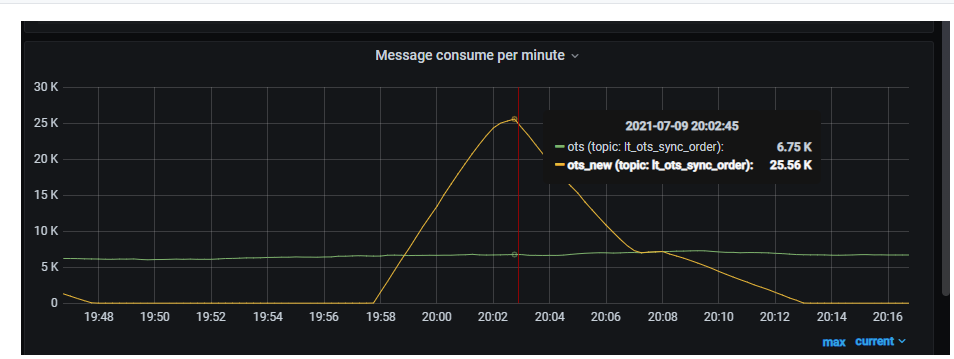 Message consume per minute
30 K
25 K
20 K
15 K
10 K
5 K
0
2021-07-09 20:02:45
ots (topic: lt_ots_sync_order): 6.75 K
ots_new (topic: lt_ots_sync_order): 25.56 K
19:48 19:50 19:52 19:54 19:56 19:58 20:00 20:02 20:04 20:06 20:08 20:10 20:12 20:14 20:16
max current